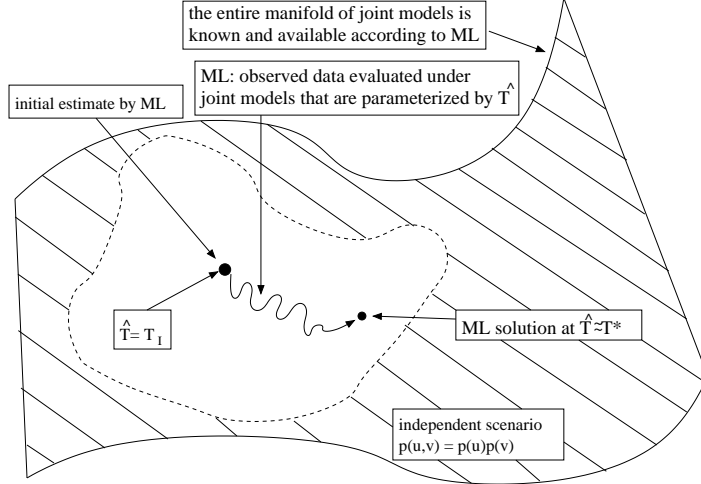 the entire manifold of joint models is
known and available according to ML
ML: observed data evaluated under
joint models that are parameterized by T̂
initial estimate by ML
T̂= T_I
ML solution at T̂≈T*
independent scenario
p(u,v) = p(u)p(v)